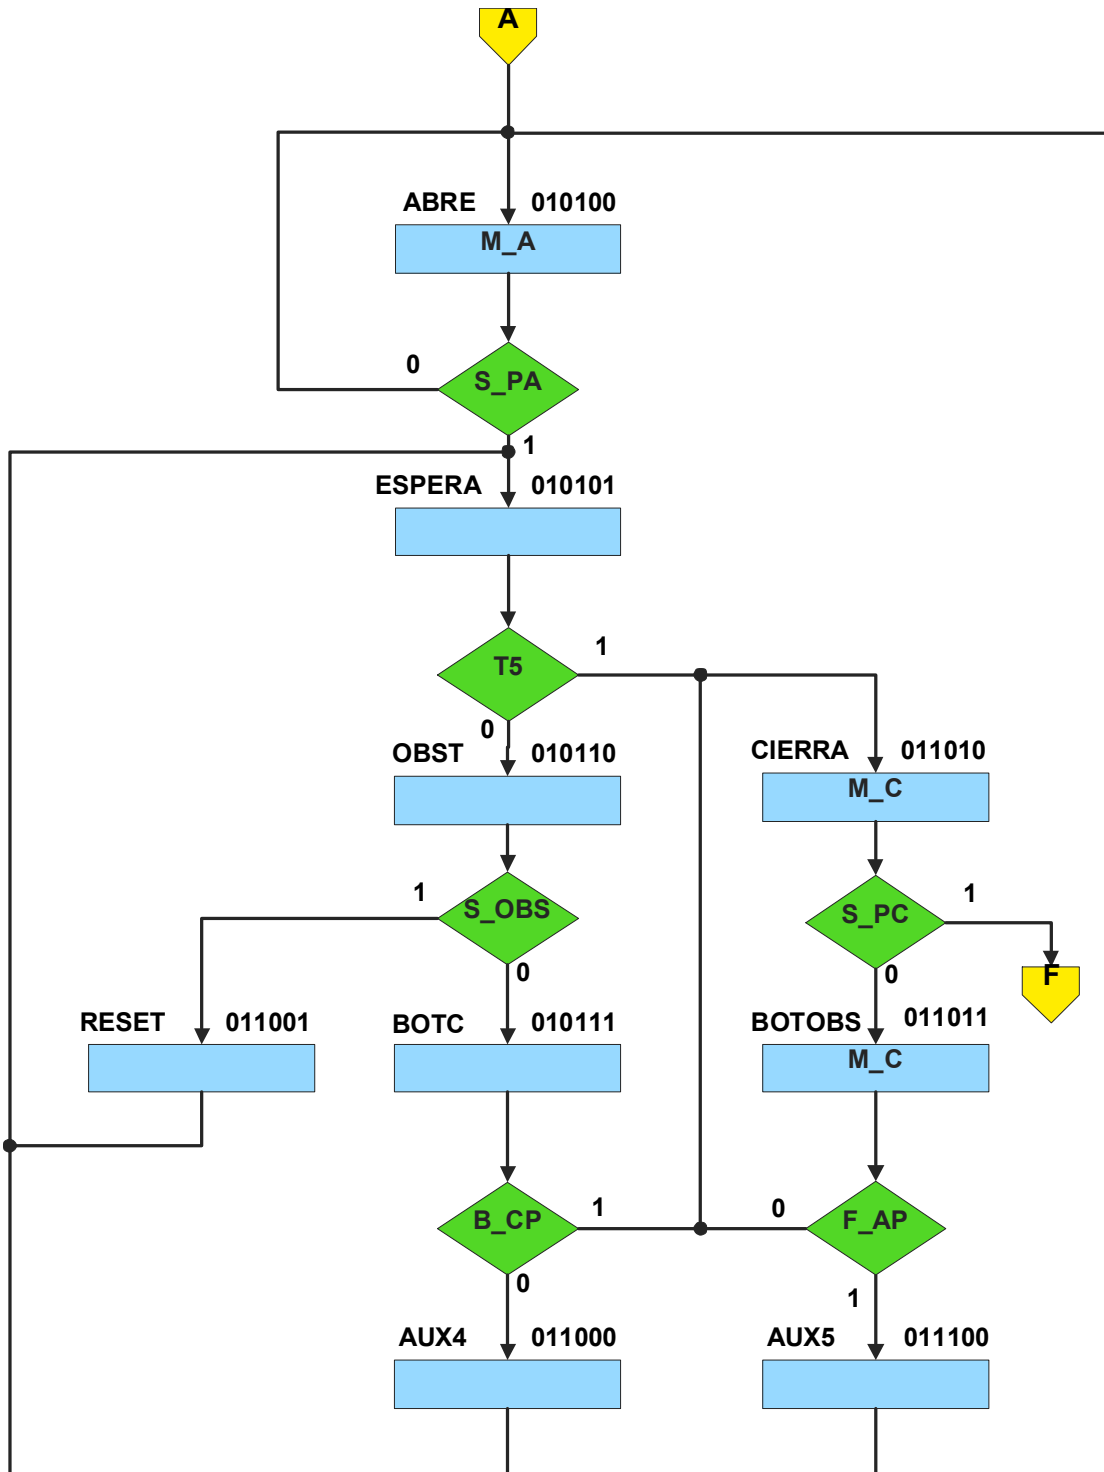 A
ABRE 010100
M_A
0
S_PA
1
ESPERA 010101
T5
1
0
OBST 010110
CIERRA 011010
M_C
1
S_OBS
S_PC
1
0
0
F
RESET 011001
BOTC 010111
BOTOBS 011011
M_C
B_CP
1
0
F_AP
0
1
AUX4 011000
AUX5 011100